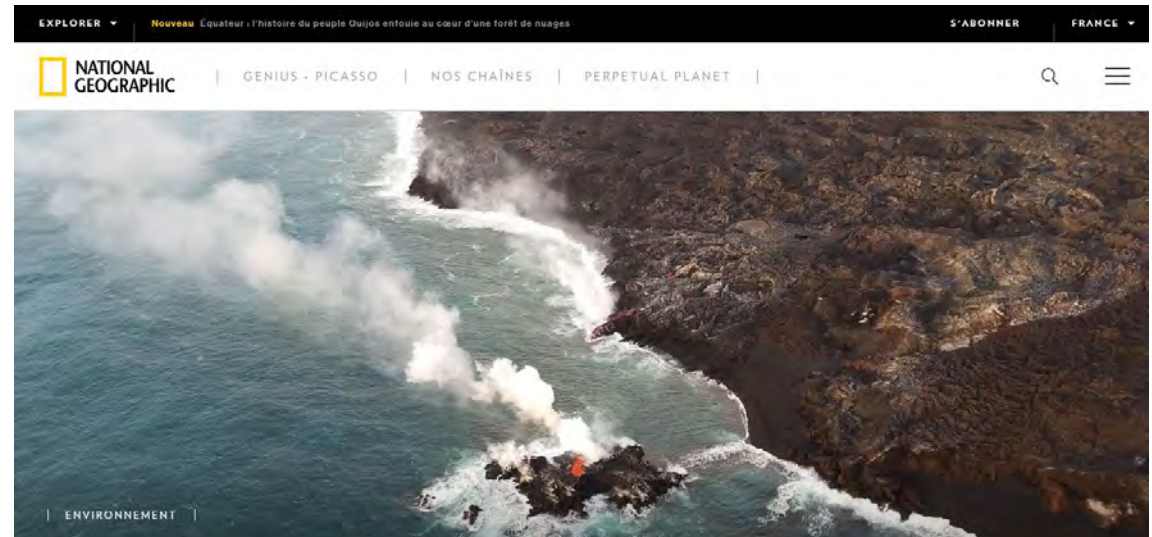 EXPLORER Nouveau Équateur : l'histoire du peuple Quijos enfouie au cœur d'une forêt de nuages S'ABONNER FRANCE
NATIONAL
GEOGRAPHIC
| GENIUS - PICASSO | NOS CHAÎNES | PERPETUAL PLANET |
| ENVIRONNEMENT |